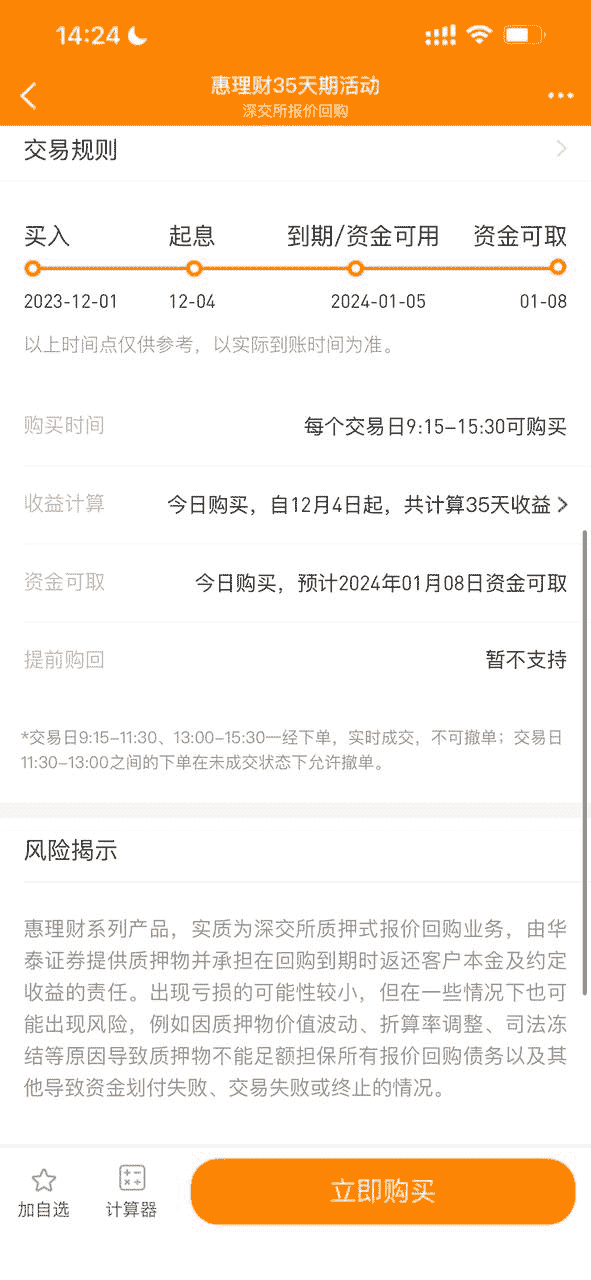 14:24
惠理财35天期活动
深交所报价回购
交易规则
买入 起息 到期/资金可用 资金可取
2023-12-01 12-04 2024-01-05 01-08
以上时间点仅供参考，以实际到账时间为准。
购买时间 每个交易日9:15-15:30可购买
收益计算 今日购买，自12月4日起，共计算35天收益
资金可取 今日购买，预计2024年01月08日资金可取
提前购回 暂不支持
*交易日9:15-11:30、13:00-15:30一经下单，实时成交，不可撤单；交易日
11:30-13:00之间的下单在未成交状态下允许撤单。
风险揭示
惠理财系列产品，实质为深交所质押式报价回购业务，由华
泰证券提供质押物并承担在回购到期时返还客户本金及约定
收益的责任。出现亏损的可能性较小，但在一些情况下也可
能出现风险，例如因质押物价值波动、折算率调整、司法冻
结等原因导致质押物不能足额担保所有报价回购债务以及其
他导致资金划付失败、交易失败或终止的情况。
加自选 计算器 立即购买